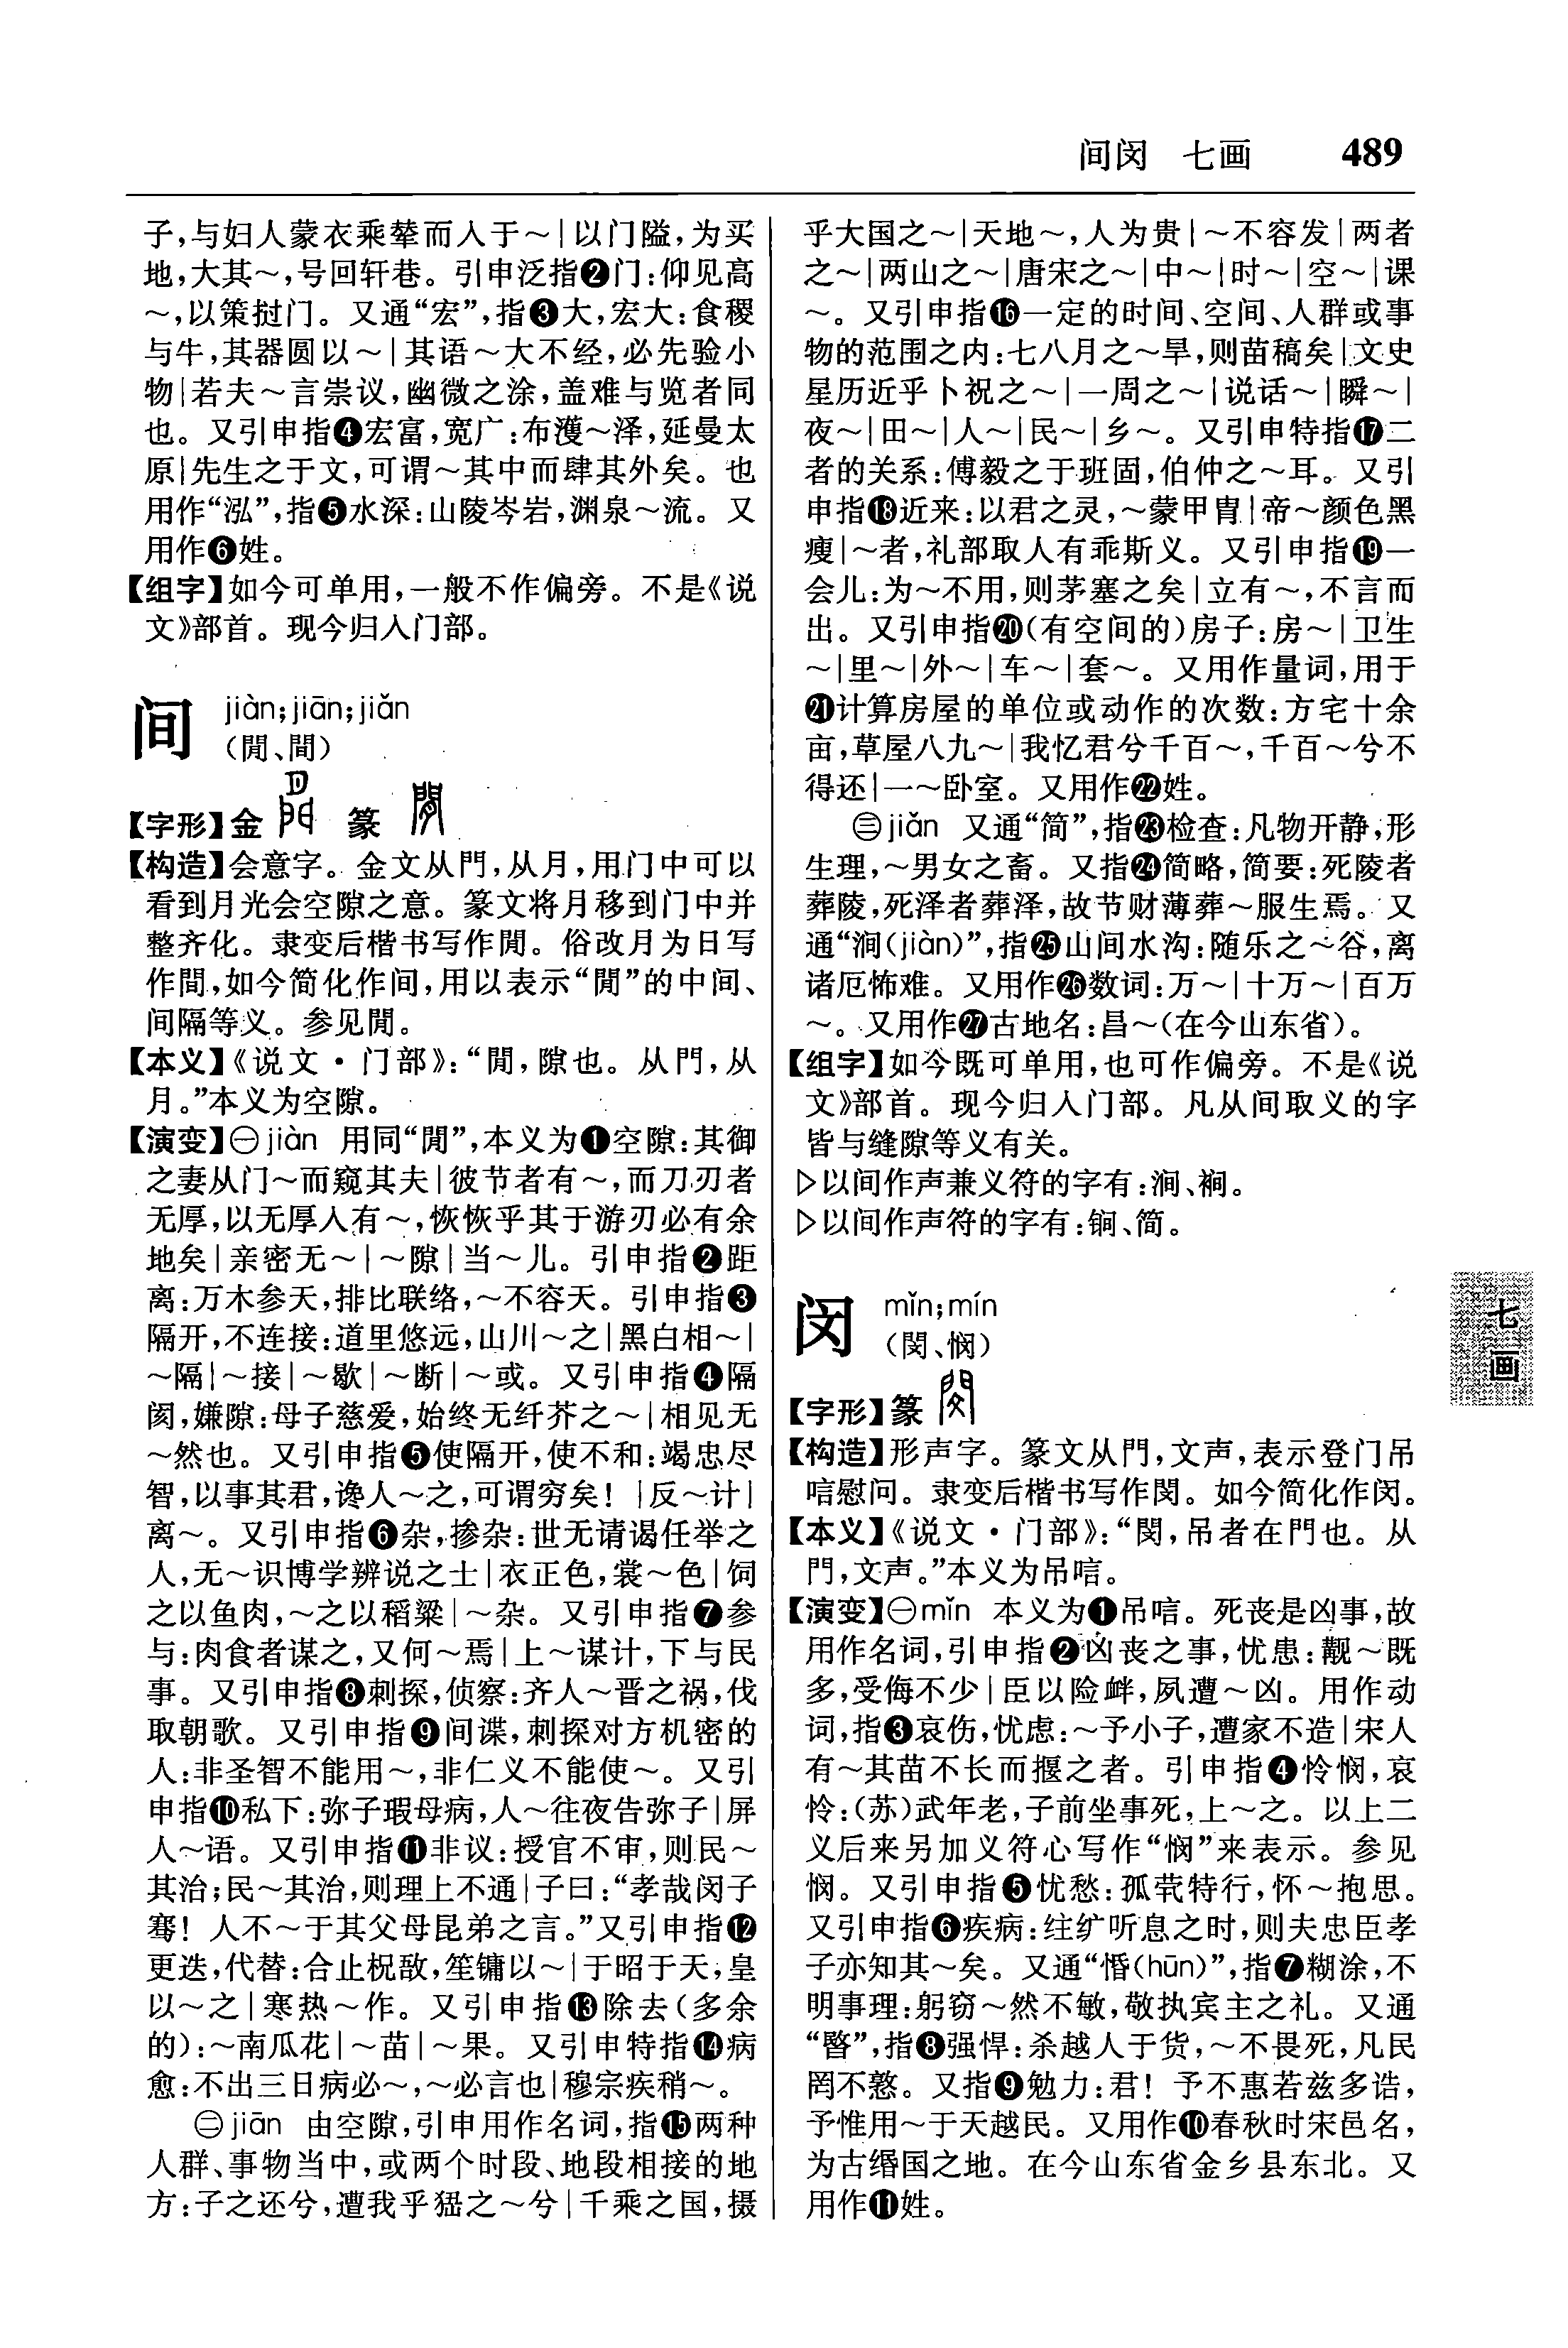 间闵 七画 489
子,与妇人蒙衣乘辇而入于～|以门隘,为买
地,大其～,号回轩巷。引申泛指❷门:仰见高
～,以策挝门。又通“宏”,指❸大,宏大:食稷
与牛,其器圆以～|其语～大不经,必先验小
物|若夫～言崇议,幽微之涂,盖难与览者同
也。又引申指❹宏富,宽广:布濩～泽,延曼太
原|先生之于文,可谓～其中而肆其外矣。也
用作“泓”,指❺水深:山陵岑岩,渊泉～流。又
用作❻姓。
【组字】如今可单用,一般不作偏旁。不是《说
文》部首。现今归入门部。
间 jiàn;jiān;jiǎn
(閒、間)
【字形】金 篆
【构造】会意字。金文从門,从月,用门中可以
看到月光会空隙之意。篆文将月移到门中并
整齐化。隶变后楷书写作閒。俗改月为日写
作間,如今简化作间,用以表示“閒”的中间、
间隔等义。参见閒。
【本义】《说文·门部》:“閒,隙也。从門,从
月。”本义为空隙。
【演变】㊀jiàn 用同“閒”,本义为❶空隙:其御
之妻从门～而窥其夫|彼节者有～,而刀刃者
无厚,以无厚入有～,恢恢乎其于游刃必有余
地矣|亲密无～|～隙|当～儿。引申指❷距
离:万木参天,排比联络,～不容天。引申指❸
隔开,不连接:道里悠远,山川～之|黑白相～|
～隔|～接|～歇|～断|～或。又引申指❹隔
阂,嫌隙:母子慈爱,始终无纤芥之～|相见无
～然也。又引申指❺使隔开,使不和:竭忠尽
智,以事其君,谗人～之,可谓穷矣!|反～计|
离～。又引申指❻杂,掺杂:世无请谒任举之
人,无～识博学辨说之士|衣正色,裳～色|饲
之以鱼肉,～之以稻粱|～杂。又引申指❼参
与:肉食者谋之,又何～焉|上～谋计,下与民
事。又引申指❽刺探,侦察:齐人～晋之祸,伐
取朝歌。又引申指❾间谍,刺探对方机密的
人:非圣智不能用～,非仁义不能使～。又引
申指❿私下:弥子瑕母病,人～往夜告弥子|屏
人～语。又引申指⓫非议:授官不审,则民～
其治;民～其治,则理上不通|子曰:“孝哉闵子
骞!人不～于其父母昆弟之言。”又引申指⓬
更迭,代替:合止柷敔,笙镛以～|于昭于天,皇
以～之|寒热～作。又引申指⓭除去(多余
的):～南瓜花|～苗|～果。又引申特指⓮病
愈:不出三日病必～,～必言也|穆宗疾稍～。
㊁jiān 由空隙,引申用作名词,指⓯两种
人群、事物当中,或两个时段、地段相接的地
方:子之还兮,遭我乎猱之～兮|千乘之国,摄
乎大国之～|天地～,人为贵|～不容发|两者
之～|两山之～|唐宋之～|中～|时～|空～|课
～。又引申指⓰一定的时间、空间、人群或事
物的范围之内:七八月之～旱,则苗稿矣|文史
星历近乎卜祝之～|一周之～|说话～|瞬～|
夜～|田～|人～|民～|乡～。又引申特指⓱二
者的关系:傅毅之于班固,伯仲之～耳。又引
申指⓲近来:以君之灵,～蒙甲胄|帝～颜色黑
瘦|～者,礼部取人有乖斯义。又引申指⓳一
会儿:为～不用,则茅塞之矣|立有～,不言而
出。又引申指⓴(有空间的)房子:房～|卫生
～|里～|外～|车～|套～。又用作量词,用于
㉑计算房屋的单位或动作的次数:方宅十余
亩,草屋八九～|我忆君兮千百～,千百～兮不
得还|一～卧室。又用作㉒姓。
㊂jiǎn 又通“简”,指㉓检查:凡物开静,形
生理,～男女之畜。又指㉔简略,简要:死陵者
葬陵,死泽者葬泽,故节财薄葬～服生焉。又
通“涧(jiàn)”,指㉕山间水沟:随乐之～谷,离
诸厄怖难。又用作㉖数词:万～|十万～|百万
～。又用作㉗古地名:昌～(在今山东省)。
【组字】如今既可单用,也可作偏旁。不是《说
文》部首。现今归入门部。凡从间取义的字
皆与缝隙等义有关。
▷以间作声兼义符的字有:涧、裥。
▷以间作声符的字有:锏、简。
闵 mǐn;mín
(閔、悯)
【字形】篆
【构造】形声字。篆文从門,文声,表示登门吊
唁慰问。隶变后楷书写作閔。如今简化作闵。
【本义】《说文·门部》:“閔,吊者在門也。从
門,文声。”本义为吊唁。
【演变】㊀mǐn 本义为❶吊唁。死丧是凶事,故
用作名词,引申指❷凶丧之事,忧患:觏～既
多,受侮不少|臣以险衅,夙遭～凶。用作动
词,指❸哀伤,忧虑:～予小子,遭家不造|宋人
有～其苗不长而揠之者。引申指❹怜悯,哀
怜:(苏)武年老,子前坐事死,上～之。以上二
义后来另加义符心写作“悯”来表示。参见
悯。又引申指❺忧愁:孤茕特行,怀～抱思。
又引申指❻疾病:纩听息之时,则夫忠臣孝
子亦知其～矣。又通“惛(hūn)”,指❼糊涂,不
明事理:躬窃～然不敏,敬执宾主之礼。又通
“暋”,指❽强悍:杀越人于货,～不畏死,凡民
罔不憝。又指❾勉力:君!予不惠若兹多诰,
予惟用～于天越民。又用作❿春秋时宋邑名,
为古缗国之地。在今山东省金乡县东北。又
用作⓫姓。
七画